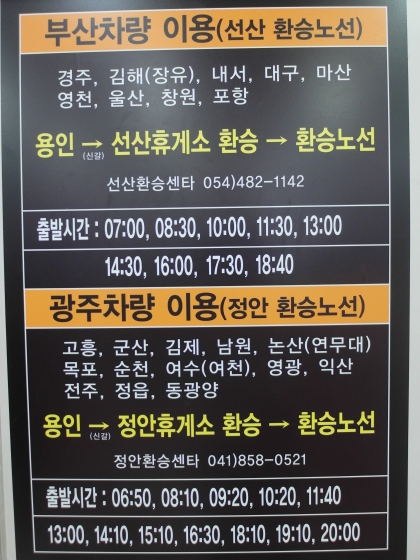 부산차량 이용(선산 환승노선)
경주, 김해(장유), 내서, 대구, 마산
영천, 울산, 창원, 포항
용인 → 선산휴게소 환승 → 환승노선
(신갈)
선산환승센타 054)482-1142
출발시간 : 07:00, 08:30, 10:00, 11:30, 13:00
14:30, 16:00, 17:30, 18:40
광주차량 이용(정안 환승노선)
고흥, 군산, 김제, 남원, 논산(연무대)
목포, 순천, 여수(여천), 영광, 익산
전주, 정읍, 동광양
용인 → 정안휴게소 환승 → 환승노선
(신갈)
정안환승센타 041)858-0521
출발시간 : 06:50, 08:10, 09:20, 10:20, 11:40
13:00, 14:10, 15:10, 16:30, 18:10, 19:10, 20:00